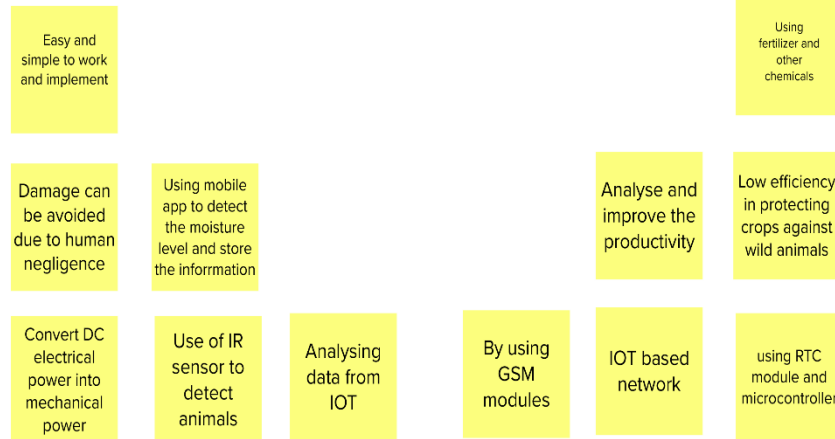 Easy and
simple to work
and implement
Using
fertilizer and
other
chemicals
Damage can
be avoided
due to human
negligence
Using mobile
app to detect
the moisture
level and store
the inforrmation
Analyse and
improve the
productivity
Low efficiency
in protecting
crops against
wild animals
Convert DC
electrical
power into
mechanical
power
Use of IR
sensor to
detect
animals
Analysing
data from
IOT
By using
GSM
modules
IOT based
network
using RTC
module and
microcontroller